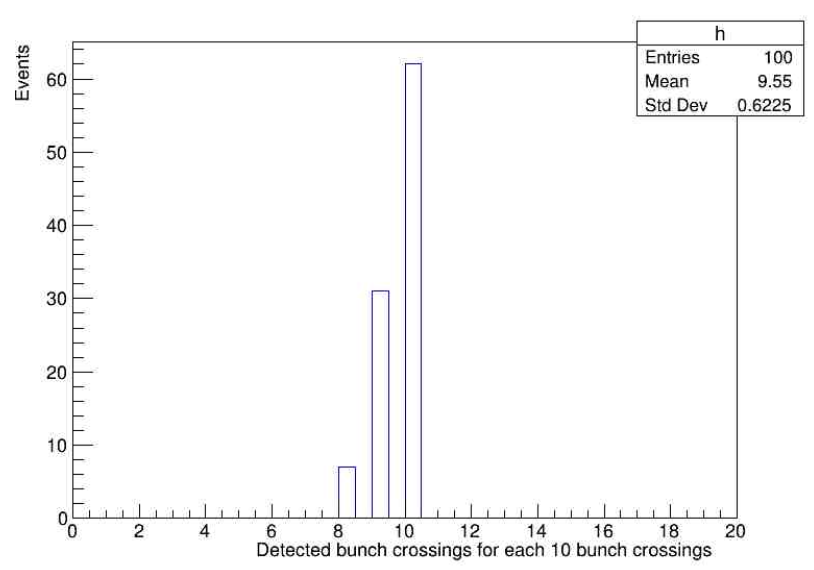 h
Entries 100
Mean 9.55
Std Dev 0.6225
Events
60
50
40
30
20
10
0
0 2 4 6 8 10 12 14 16 18 20
Detected bunch crossings for each 10 bunch crossings